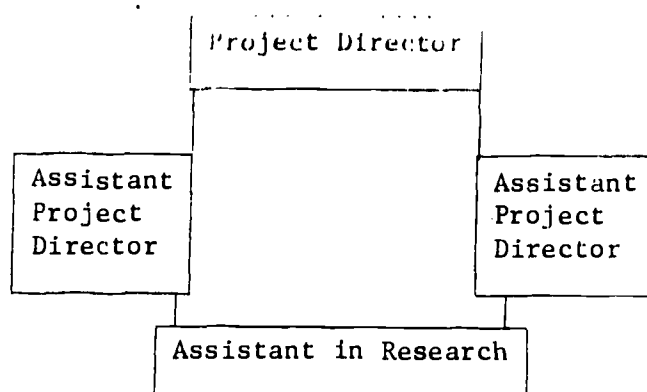 Project Director
Assistant
Project
Director
Assistant
Project
Director
Assistant in Research